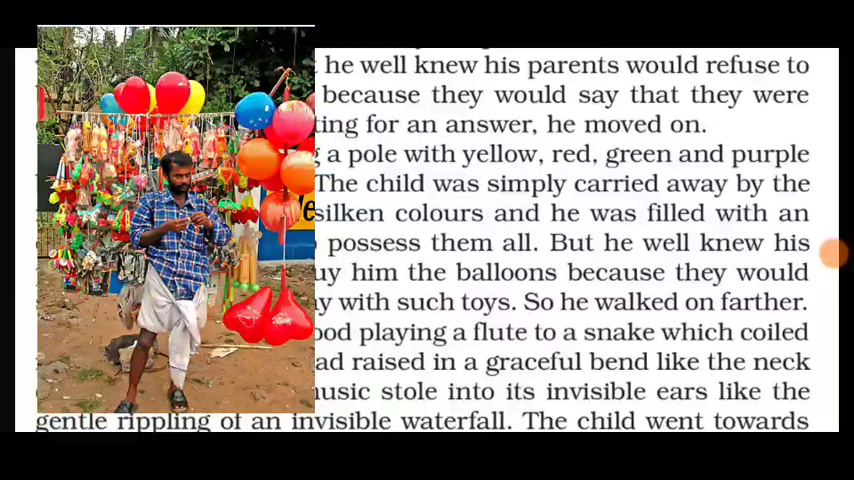 he well knew his parents would refuse to
because they would say that they were
ing for an answer, he moved on.
g a pole with yellow, red, green and purple
The child was simply carried away by the
silken colours and he was filled with an
possess them all. But he well knew his
uy him the balloons because they would
y with such toys. So he walked on farther.
ood playing a flute to a snake which coiled
ad raised in a graceful bend like the neck
usic stole into its invisible ears like the
gentle rippling of an invisible waterfall. The child went towards